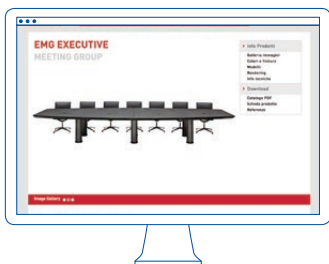 EMG EXECUTIVE
MEETING GROUP
Info Prodotti
Galleria immagini
Colori e finiture
Modelli
Rendering
Info tecniche
Download
Catalogo PDF
Scheda prodotto
Referenze
Image Gallery